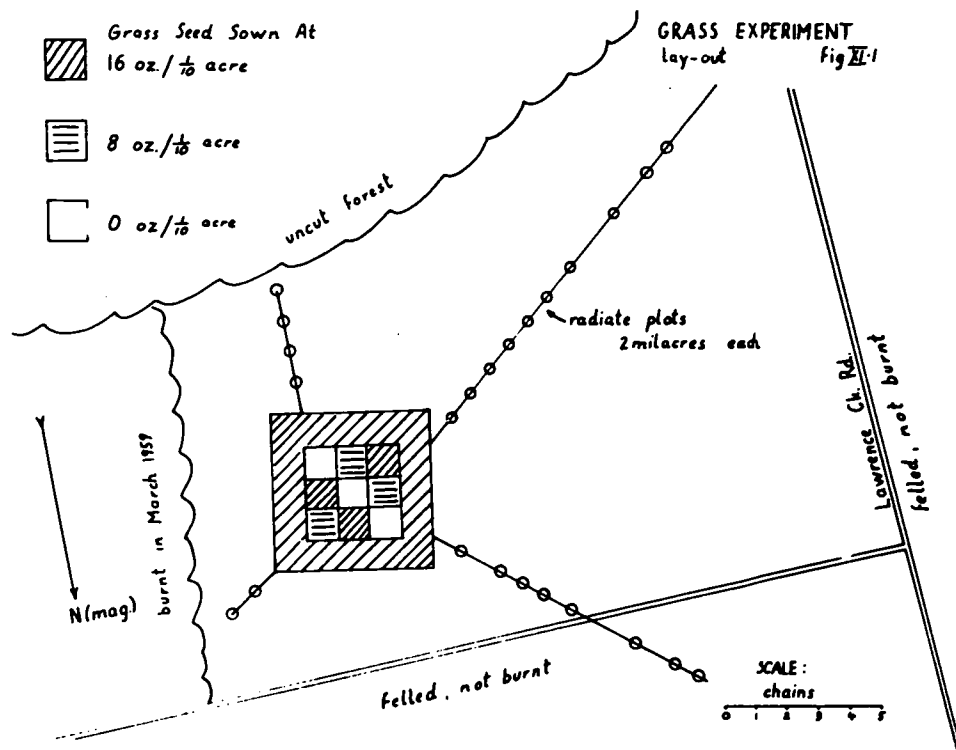 Grass Seed Sown At
16 oz./ 1/10 acre
8 oz./ 1/10 acre
0 oz/ 1/10 acre
GRASS EXPERIMENT
lay-out Fig XI·1
uncut forest
radiate plots
2 milacres each
Lawrence Ck. Rd.
felled, not burnt
burnt in March 1959
N(mag.)
Felled, not burnt
SCALE:
chains
0 1 2 3 4 5